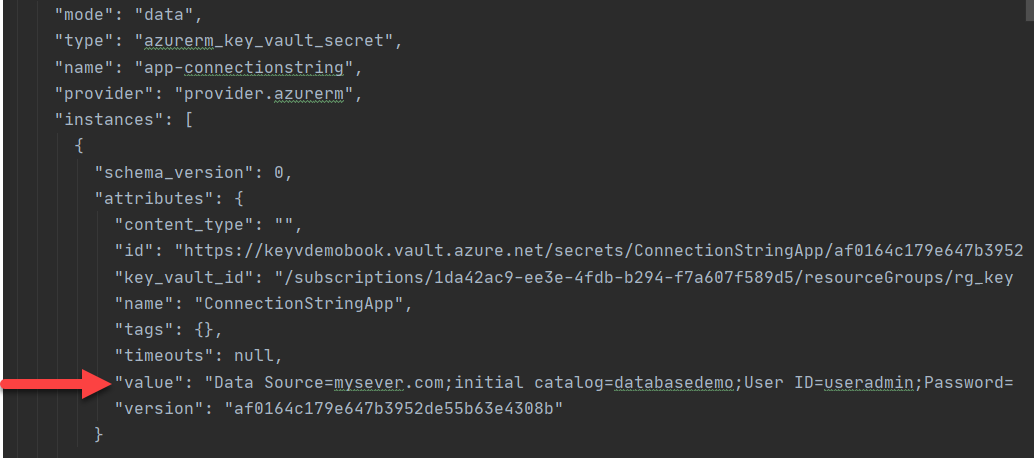 "mode": "data",
"type": "azurerm_key_vault_secret",
"name": "app-connectionstring",
"provider": "provider.azurerm",
"instances": [
{
"schema_version": 0,
"attributes": {
"content_type": "",
"id": "https://keyvdemobook.vault.azure.net/secrets/ConnectionStringApp/af0164c179e647b3952
"key_vault_id": "/subscriptions/1da42ac9-ee3e-4fdb-b294-f7a607f589d5/resourceGroups/rg_key
"name": "ConnectionStringApp",
"tags": {},
"timeouts": null,
"value": "Data Source=mysever.com;initial catalog=databasedemo;User ID=useradmin;Password=
"version": "af0164c179e647b3952de55b63e4308b"
}